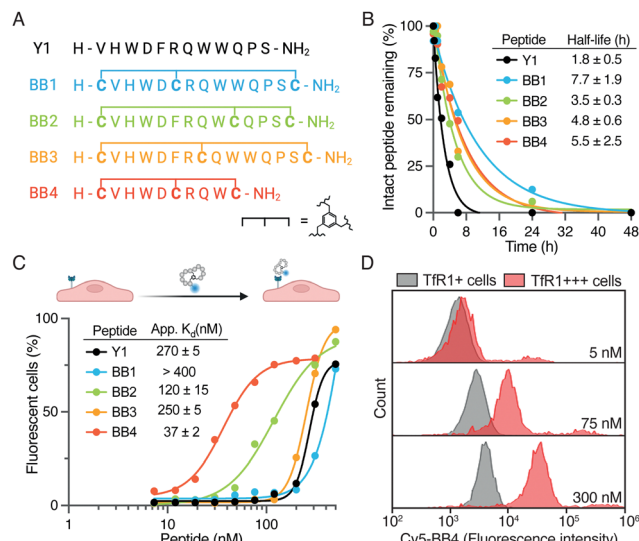 A
Y1 H - V H W D F R Q W W Q P S - NH2
BB1 H - C V H W D C R Q W W Q P S C - NH2
BB2 H - C V H W D F R Q W C Q P S C - NH2
BB3 H - C V H W D F R C Q W W Q P S C - NH2
BB4 H - C V H W D C R Q W C - NH2
=
B
Intact peptide remaining (%)
100
75
50
25
0
0 8 16 24 32 40 48
Time (h)
Peptide Half-life (h)
Y1 1.8 ± 0.5
BB1 7.7 ± 1.9
BB2 3.5 ± 0.3
BB3 4.8 ± 0.6
BB4 5.5 ± 2.5
C
Fluorescent cells (%)
100
50
0
1 10 100
Peptide (nM)
Peptide App. Kd(nM)
Y1 270 ± 5
BB1 > 400
BB2 120 ± 15
BB3 250 ± 5
BB4 37 ± 2
D
TfR1+ cells TfR1+++ cells
Count
5 nM
75 nM
300 nM
10² 10³ 10⁴ 10⁵ 10⁶
Cy5-BB4 (Fluorescence intensity)